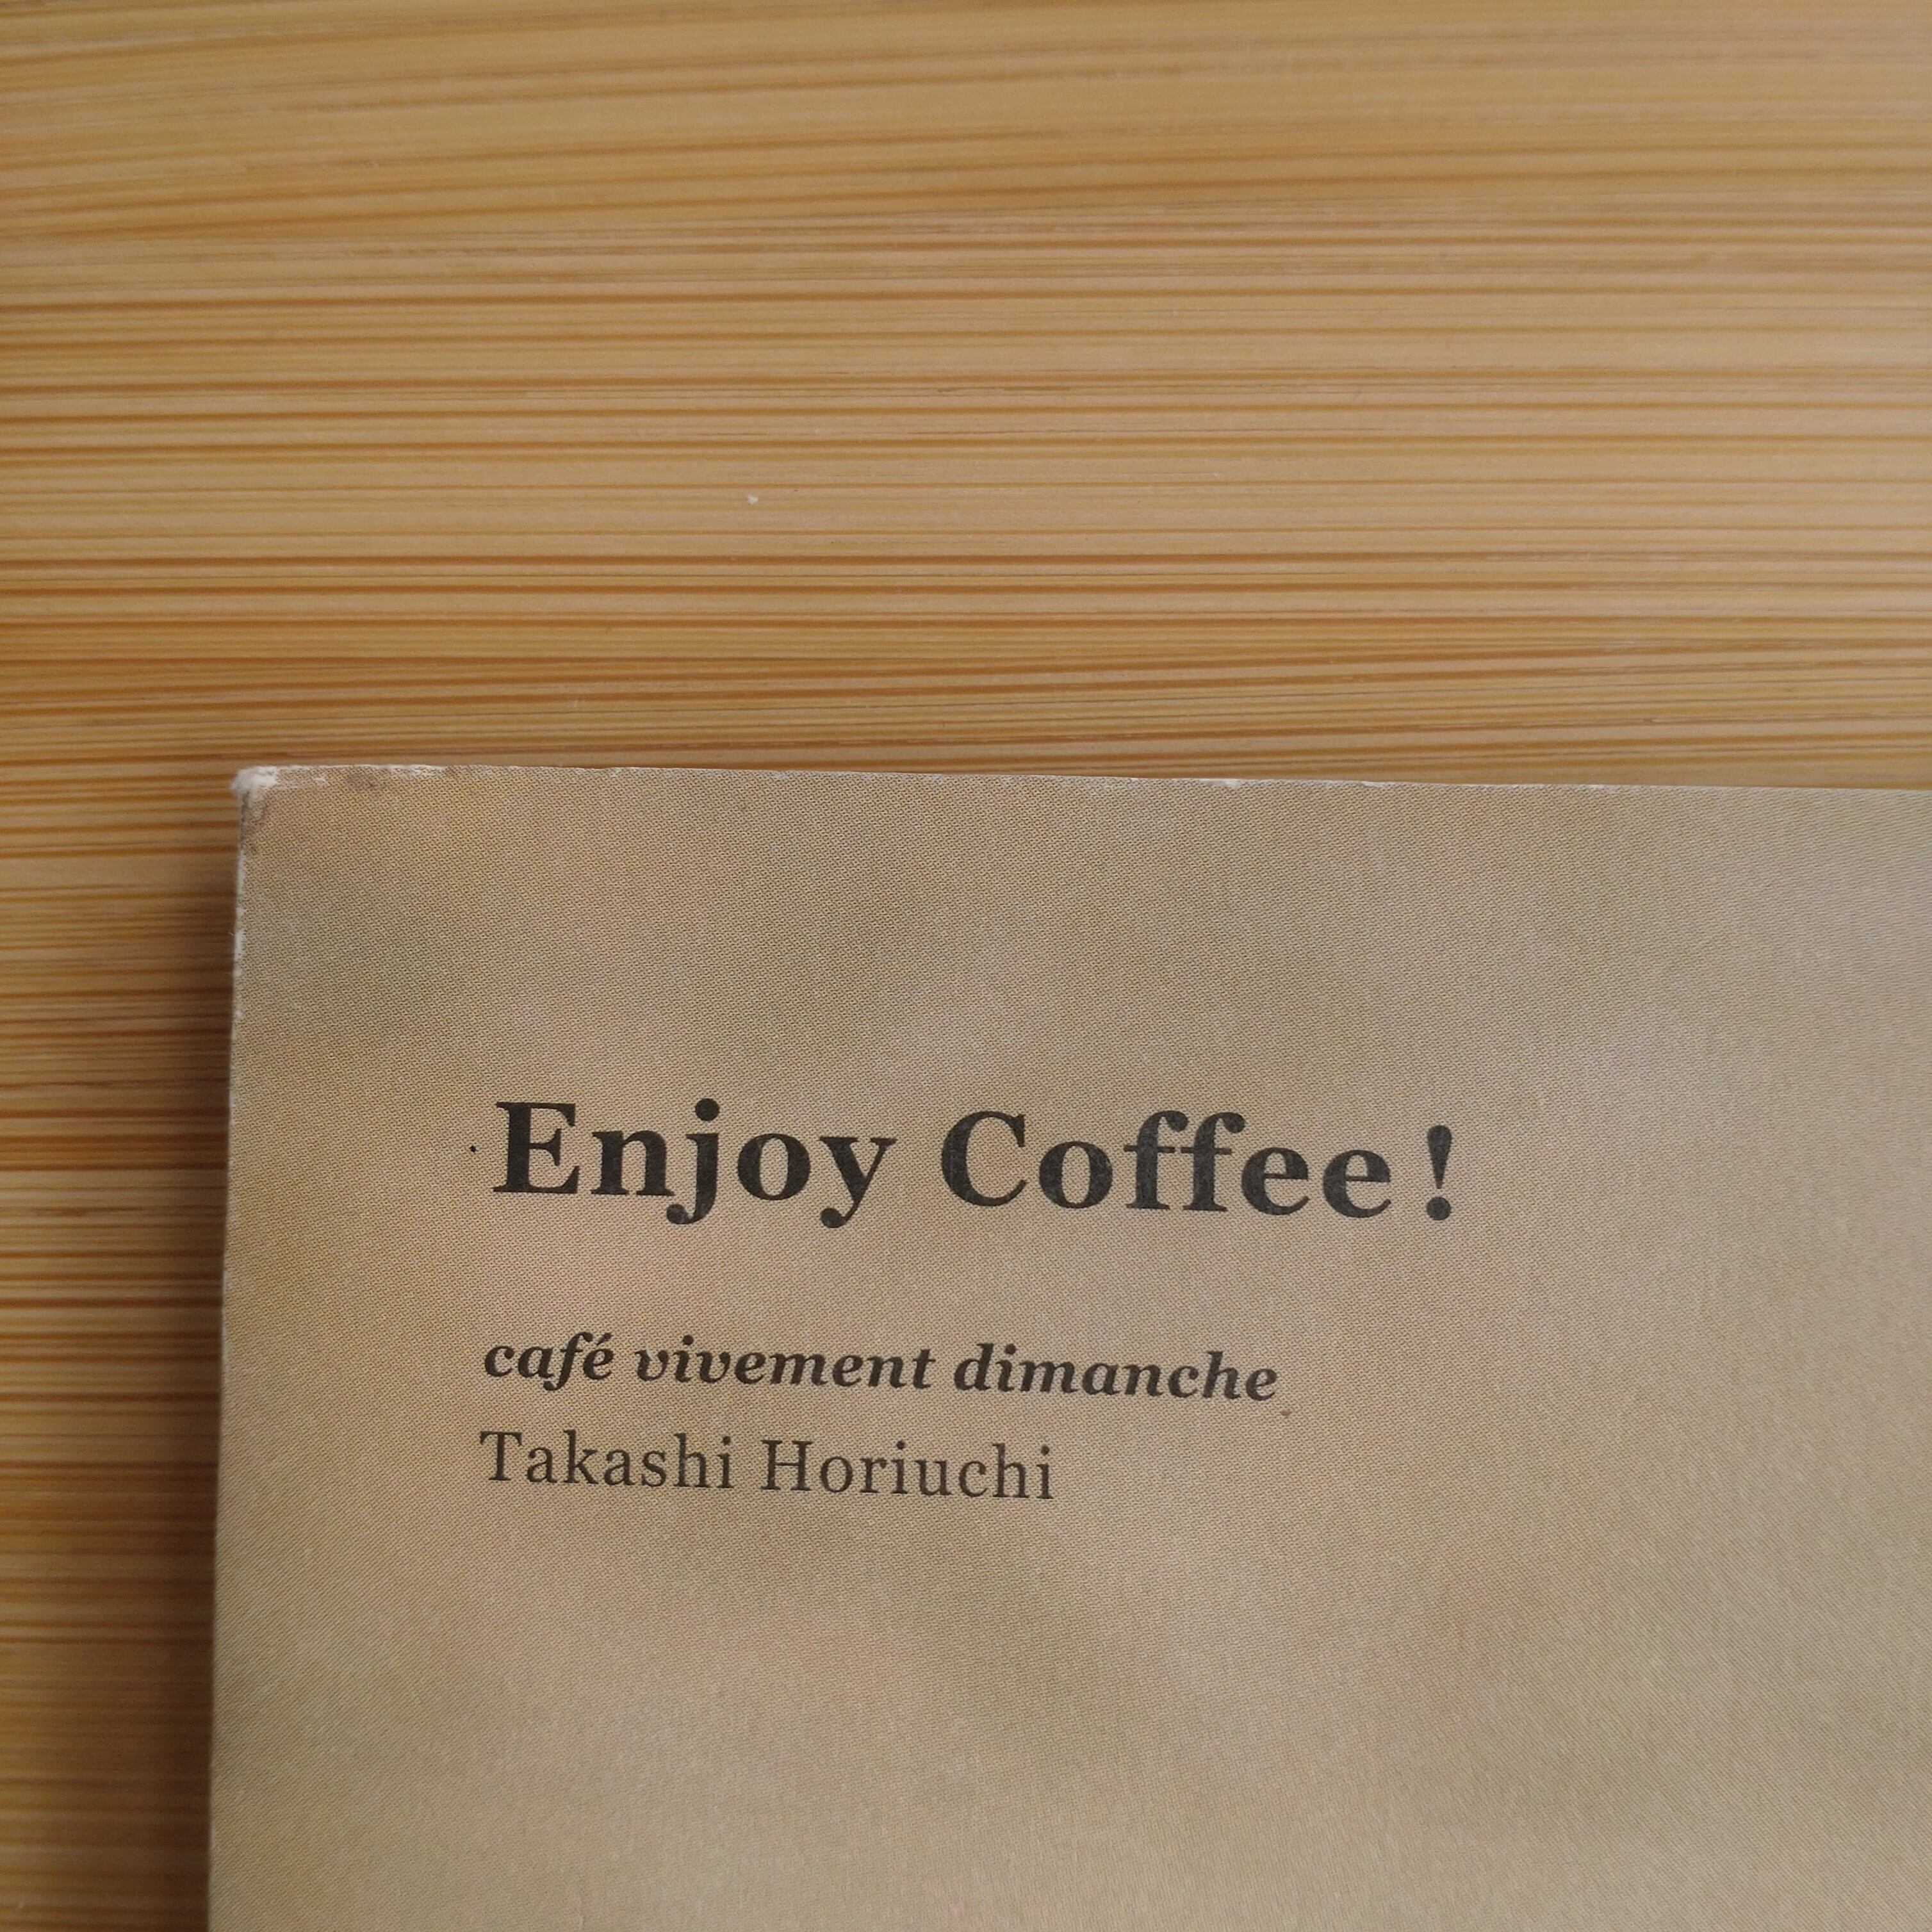 Enjoy Coffee!
café vivement dimanche
Takashi Horiuchi